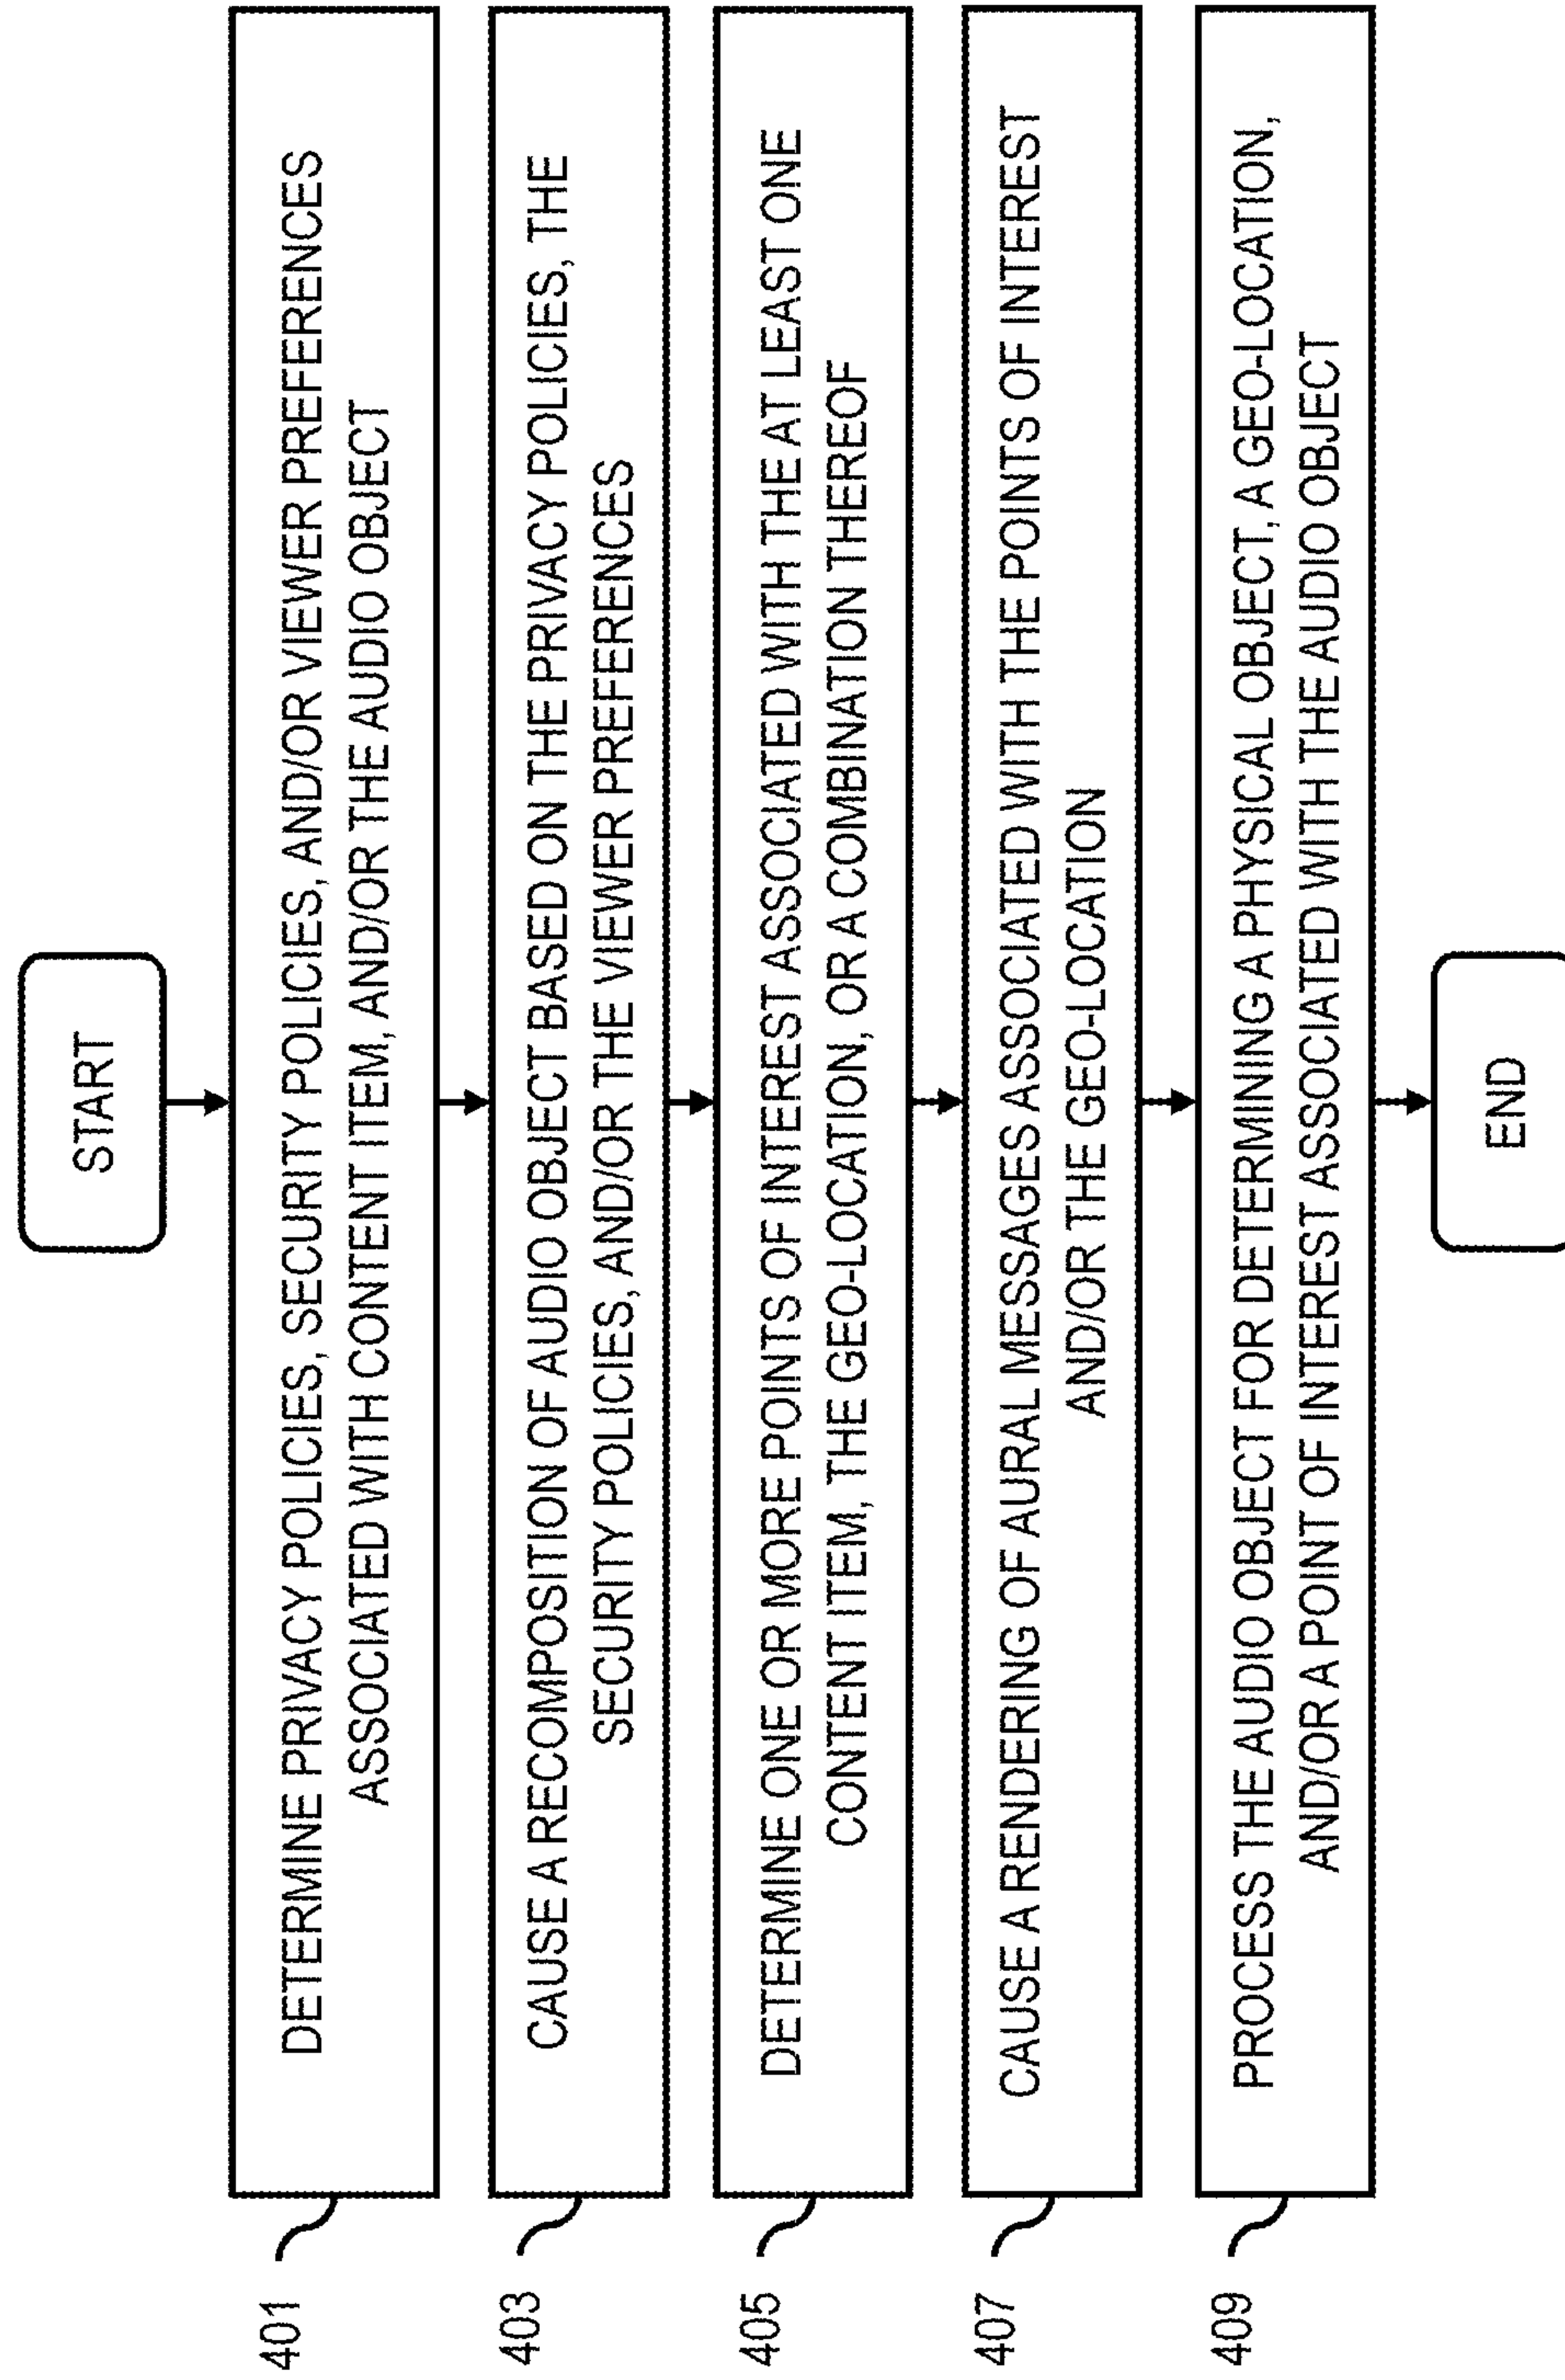 START
401
DETERMINE PRIVACY POLICIES, SECURITY POLICIES, AND/OR VIEWER PREFERENCES
ASSOCIATED WITH CONTENT ITEM, AND/OR THE AUDIO OBJECT
403
CAUSE A RECOMPOSITION OF AUDIO OBJECT BASED ON THE PRIVACY POLICIES, THE
SECURITY POLICIES, AND/OR THE VIEWER PREFERENCES
405
DETERMINE ONE OR MORE POINTS OF INTEREST ASSOCIATED WITH THE AT LEAST ONE
CONTENT ITEM, THE GEO-LOCATION, OR A COMBINATION THEREOF
407
CAUSE A RENDERING OF AURAL MESSAGES ASSOCIATED WITH THE POINTS OF INTEREST
AND/OR THE GEO-LOCATION
409
PROCESS THE AUDIO OBJECT FOR DETERMINING A PHYSICAL OBJECT, A GEO-LOCATION,
AND/OR A POINT OF INTEREST ASSOCIATED WITH THE AUDIO OBJECT
END